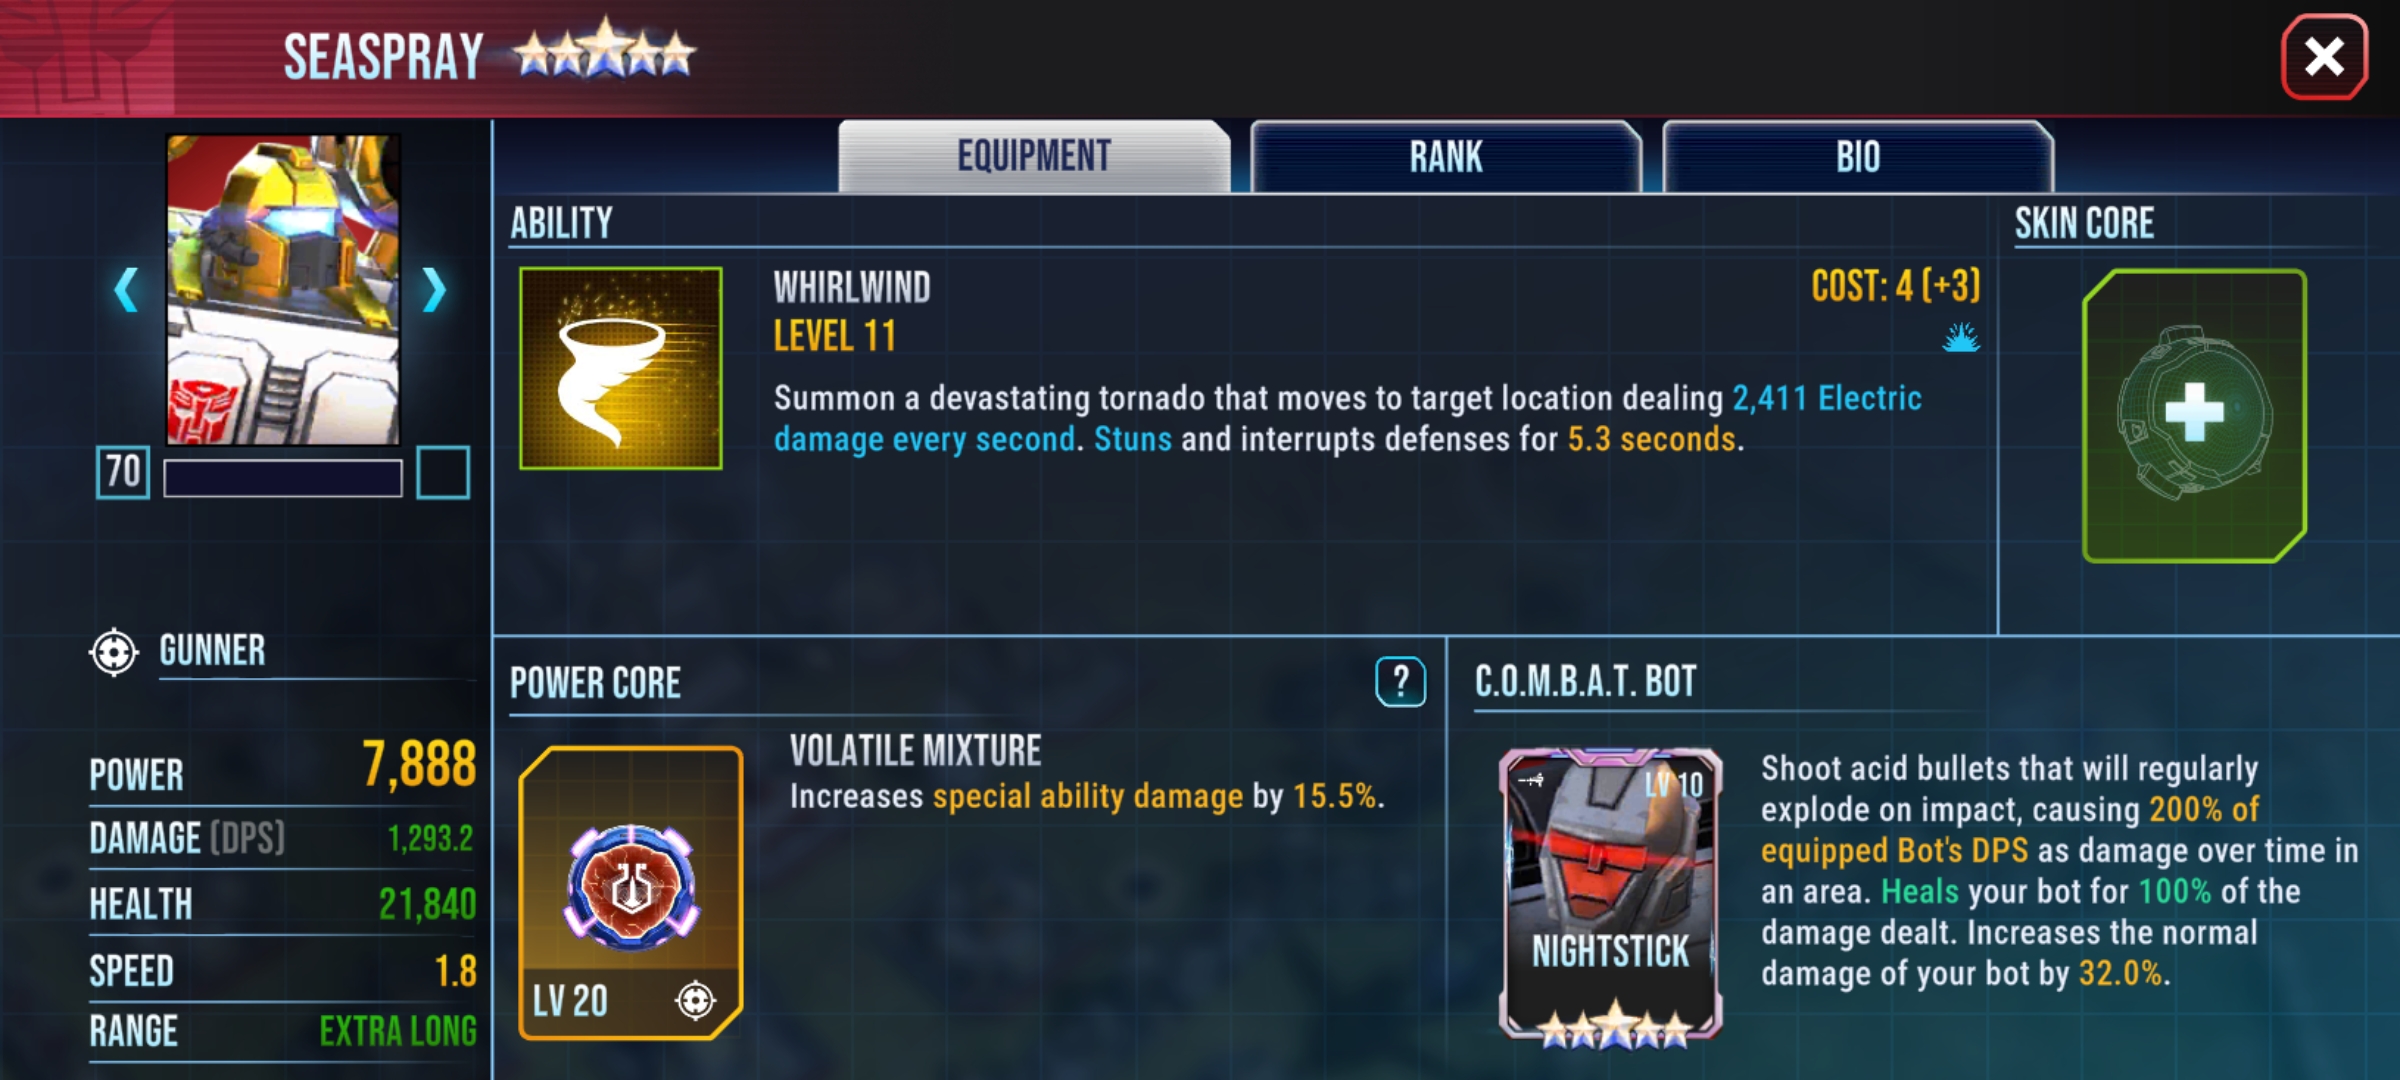 SEASPRAY
EQUIPMENT
RANK
BIO
70
GUNNER
POWER 7,888
DAMAGE (DPS) 1,293.2
HEALTH 21,840
SPEED 1.8
RANGE EXTRA LONG
ABILITY
WHIRLWIND
COST: 4 (+3)
LEVEL 11
Summon a devastating tornado that moves to target location dealing 2,411 Electric
damage every second. Stuns and interrupts defenses for 5.3 seconds.
SKIN CORE
POWER CORE
?
VOLATILE MIXTURE
Increases special ability damage by 15.5%.
LV 20
C.O.M.B.A.T. BOT
LV 10
NIGHTSTICK
Shoot acid bullets that will regularly
explode on impact, causing 200% of
equipped Bot's DPS as damage over time in
an area. Heals your bot for 100% of the
damage dealt. Increases the normal
damage of your bot by 32.0%.